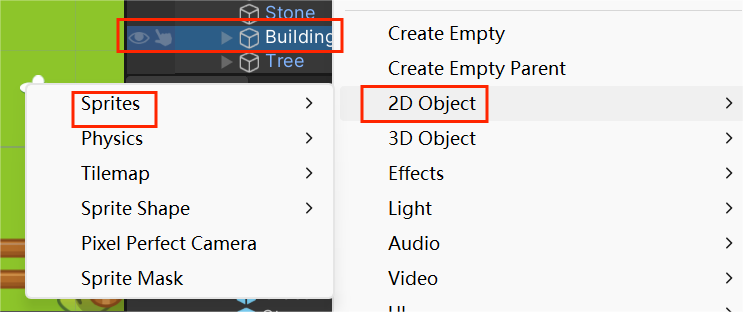 Stone
Building
Tree
Create Empty
Create Empty Parent
2D Object
3D Object
Effects
Light
Audio
Video
Sprites
Physics
Tilemap
Sprite Shape
Pixel Perfect Camera
Sprite Mask